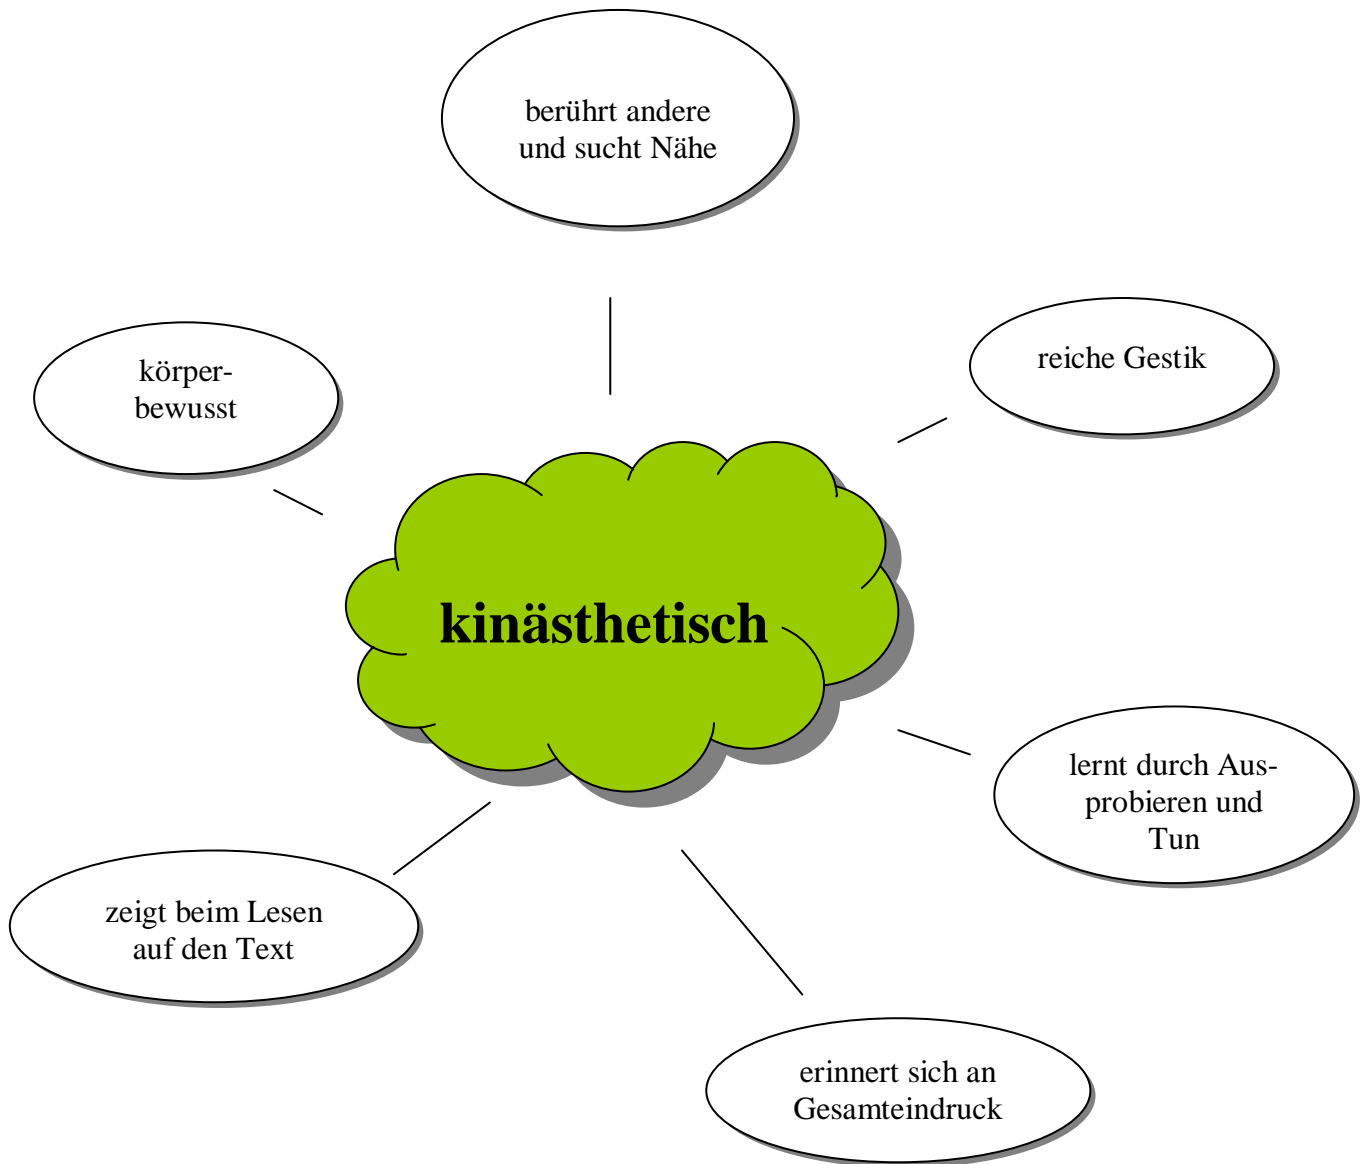 berührt andere
und sucht Nähe
reiche Gestik
körper-
bewusst
kinästhetisch
lernt durch Aus-
probieren und
Tun
zeigt beim Lesen
auf den Text
erinnert sich an
Gesamteindruck